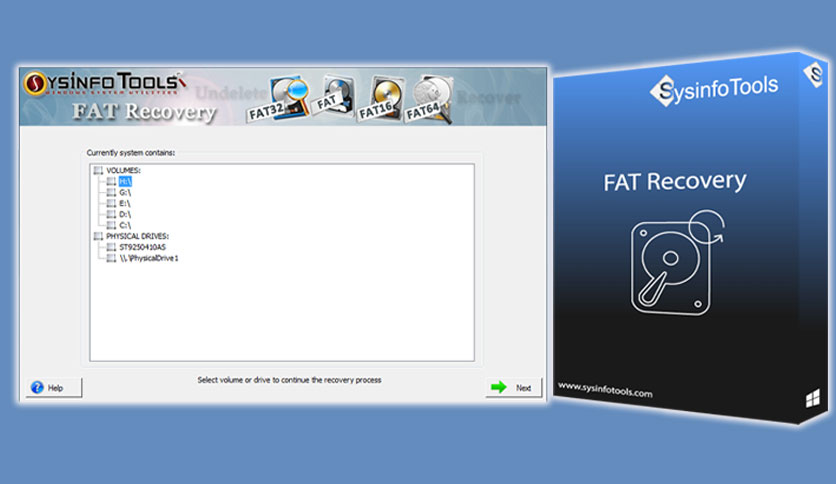 SYSINFOTOOLS
WINDOWS SYSTEM UTILITIES
Undelete
Recover
FAT Recovery
FAT32
FAT
FAT16
FAT64
Currently system contains:
VOLUMES:
H:\
G:\
E:\
D:\
C:\
PHYSICAL DRIVES:
ST9250410AS
\\.\PhysicalDrive1
Select volume or drive to continue the recovery process
Help
Next
SysinfoTools
S
FAT Recovery
www.sysinfotools.com